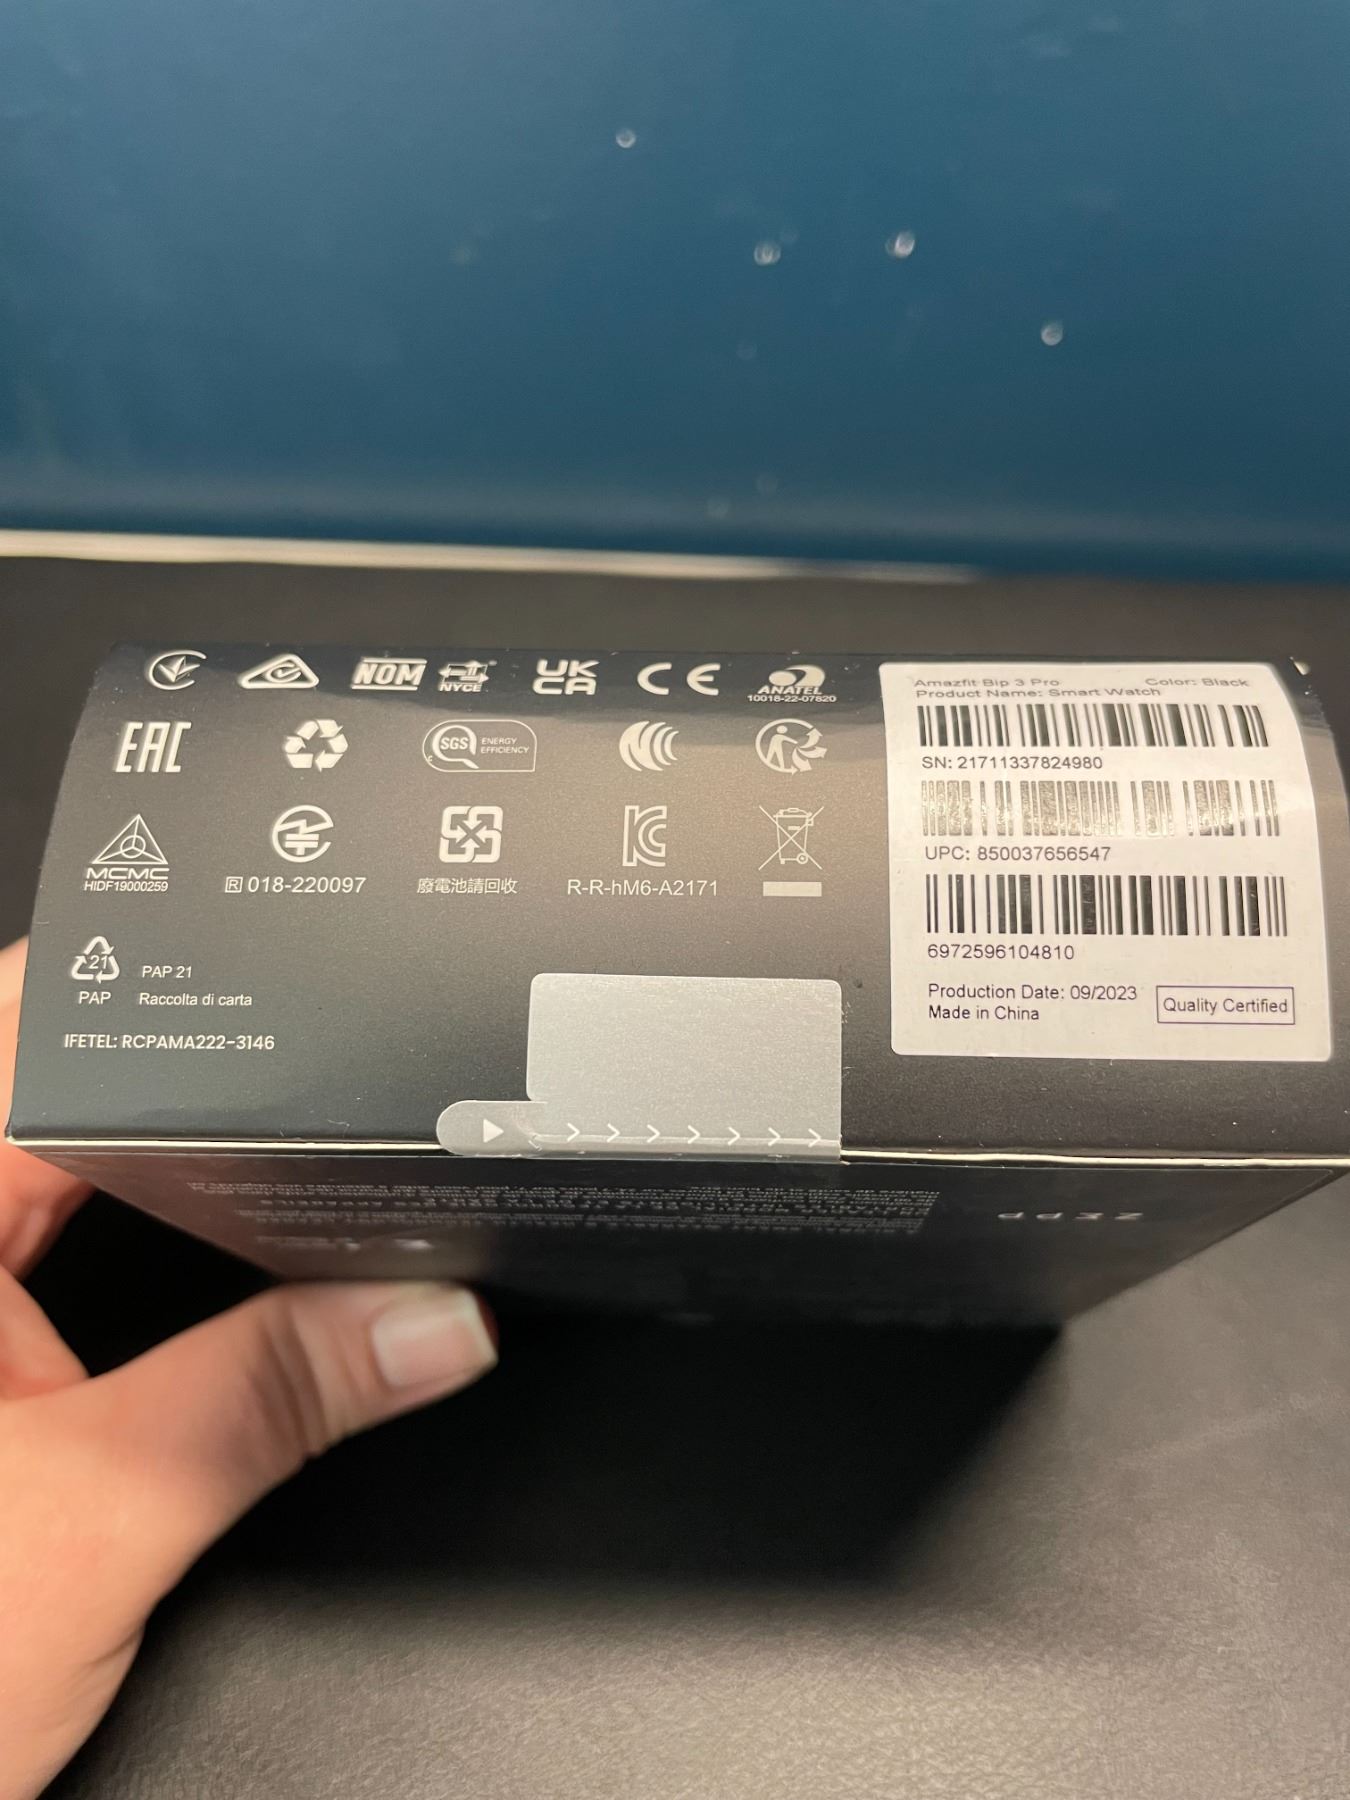 NOM
NYCE
UK
CA
CE
ANATEL
10018-22-07820
EAC
SGS ENERGY
EFFICIENCY
MCMC
HIDF19000259
R 018-220097
廢電池請回收
R-R-hM6-A2171
21
PAP
PAP 21
Raccolta di carta
IFETEL: RCPAMA222-3146
Amazfit Bip 3 Pro Color: Black
Product Name: Smart Watch
SN: 21711337824980
UPC: 850037656547
6972596104810
Production Date: 09/2023
Made in China
Quality Certified
ZEPP